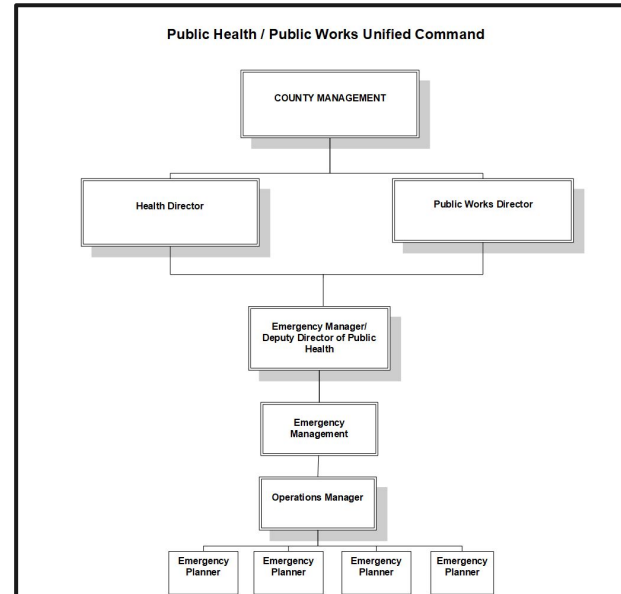 Public Health / Public Works Unified Command
COUNTY MANAGEMENT
Health Director
Public Works Director
Emergency Manager/
Deputy Director of Public
Health
Emergency
Management
Operations Manager
Emergency
Planner
Emergency
Planner
Emergency
Planner
Emergency
Planner